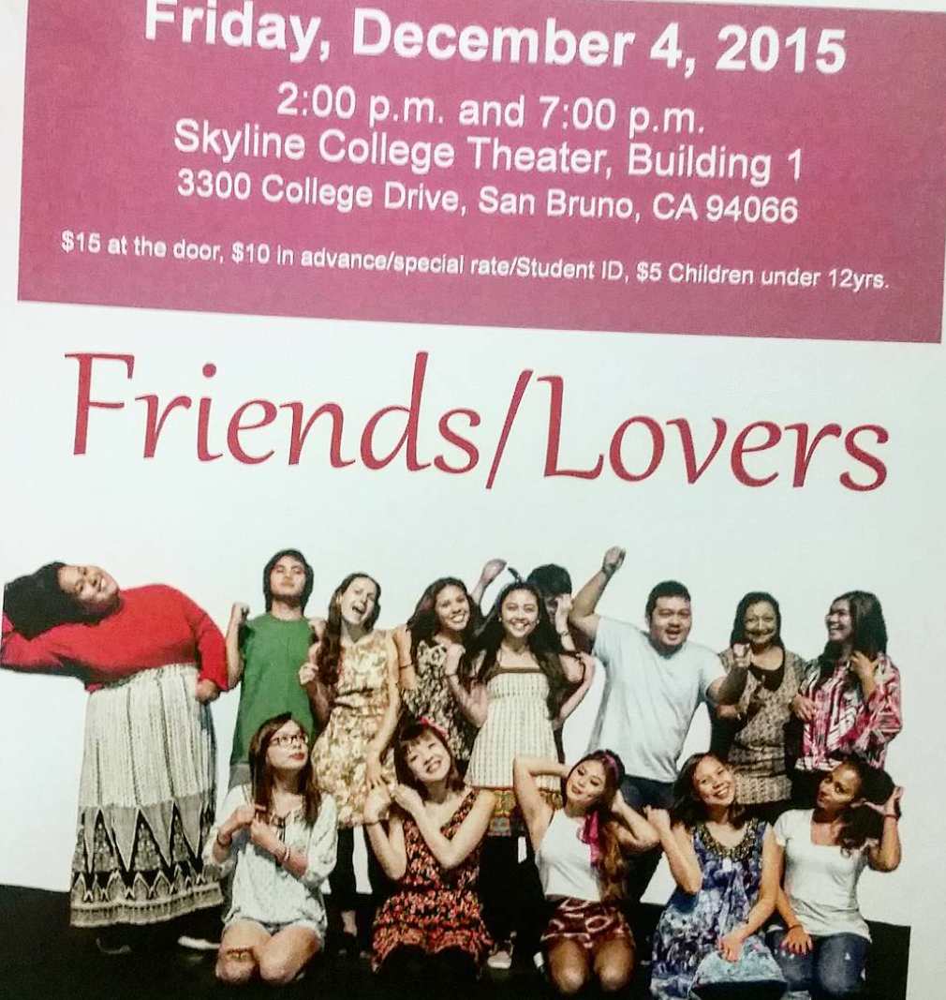 Friday, December 4, 2015
2:00 p.m. and 7:00 p.m.
Skyline College Theater, Building 1
3300 College Drive, San Bruno, CA 94066
$15 at the door, $10 in advance/special rate/Student ID, $5 Children under 12yrs.
Friends/Lovers